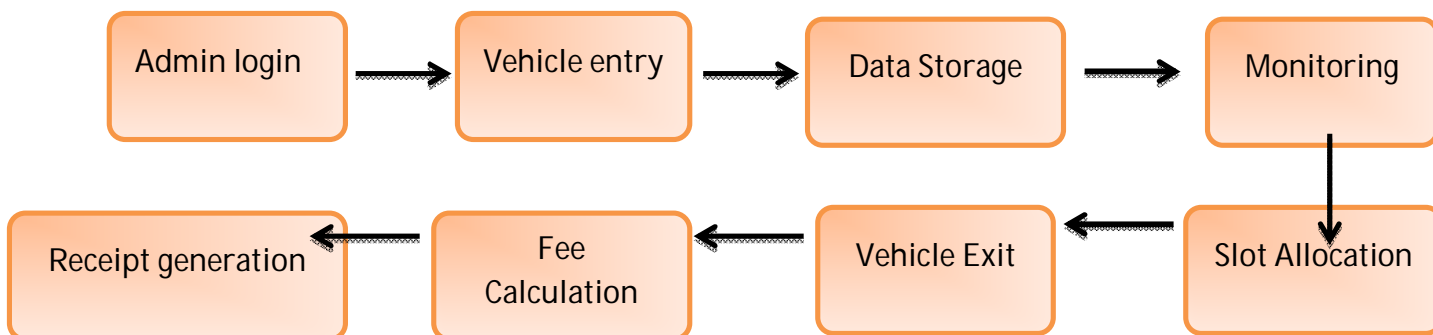 Admin login
Vehicle entry
Data Storage
Monitoring
Slot Allocation
Vehicle Exit
Fee
Calculation
Receipt generation